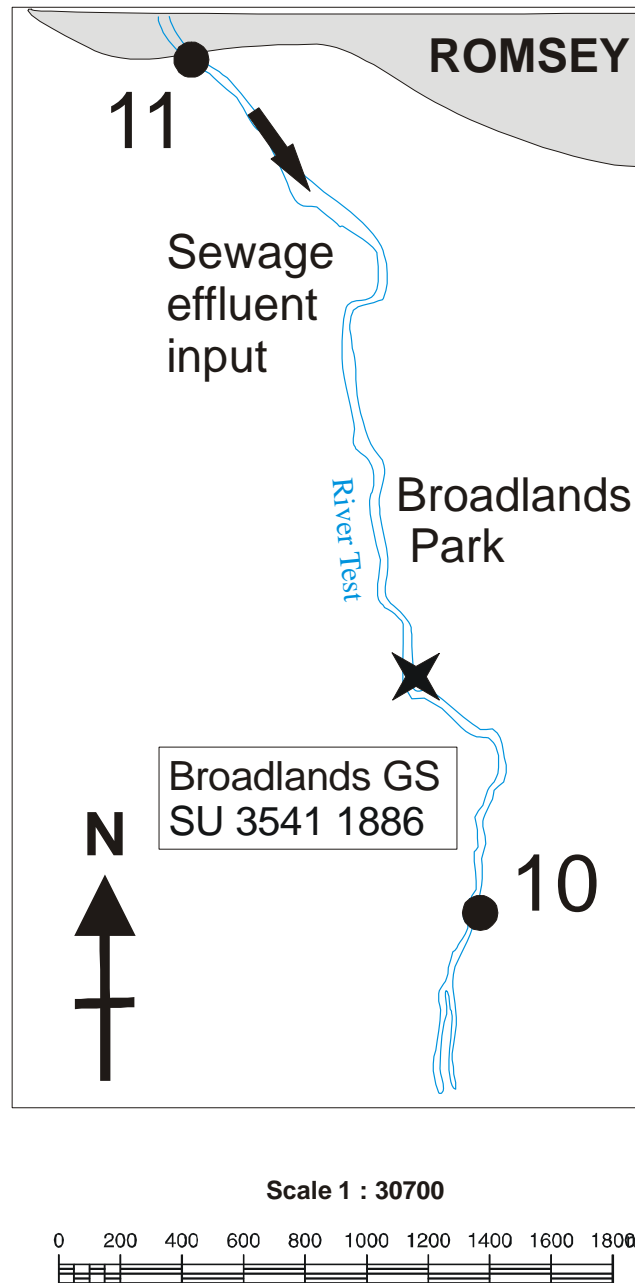 ROMSEY
11
Sewage
effluent
input
River Test
Broadlands
Park
Broadlands GS
SU 3541 1886
N
10
Scale 1 : 30700
0 200 400 600 800 1000 1200 1400 1600 1800